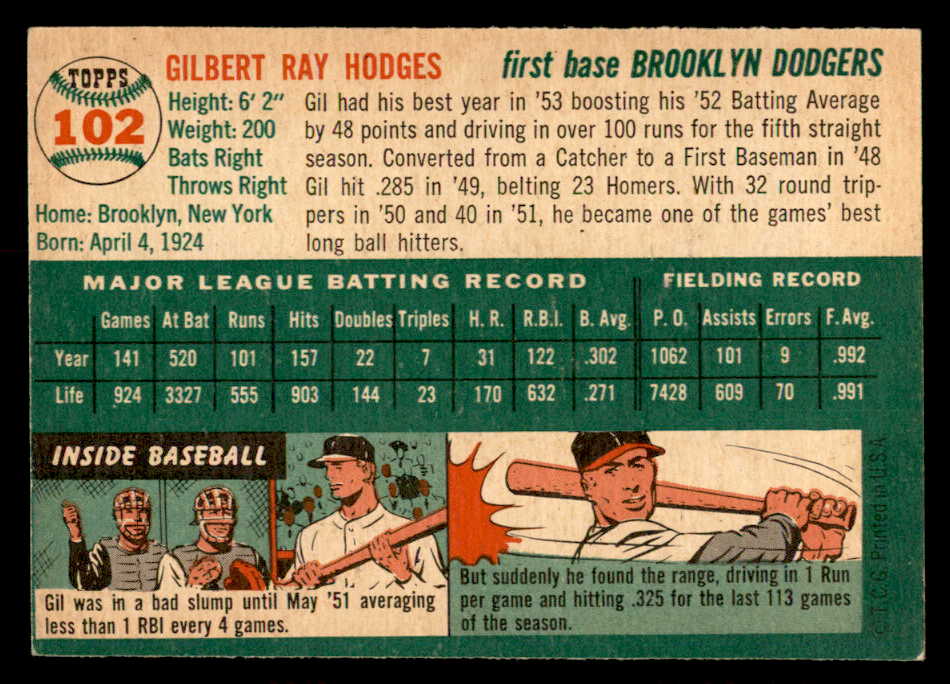 TOPPS
102
GILBERT RAY HODGES
first base BROOKLYN DODGERS
Height: 6' 2"
Weight: 200
Bats Right
Throws Right
Home: Brooklyn, New York
Born: April 4, 1924
Gil had his best year in '53 boosting his '52 Batting Average
by 48 points and driving in over 100 runs for the fifth straight
season. Converted from a Catcher to a First Baseman in '48
Gil hit .285 in '49, belting 23 Homers. With 32 round trip-
pers in '50 and 40 in '51, he became one of the games' best
long ball hitters.
MAJOR LEAGUE BATTING RECORD FIELDING RECORD
Games At Bat Runs Hits Doubles Triples H. R. R.B.I. B. Avg. P. O. Assists Errors F. Avg.
Year 141 520 101 157 22 7 31 122 .302 1062 101 9 .992
Life 924 3327 555 903 144 23 170 632 .271 7428 609 70 .991
INSIDE BASEBALL
Gil was in a bad slump until May '51 averaging
less than 1 RBI every 4 games.
But suddenly he found the range, driving in 1 Run
per game and hitting .325 for the last 113 games
of the season.
© T.C.G. Printed in U.S.A.